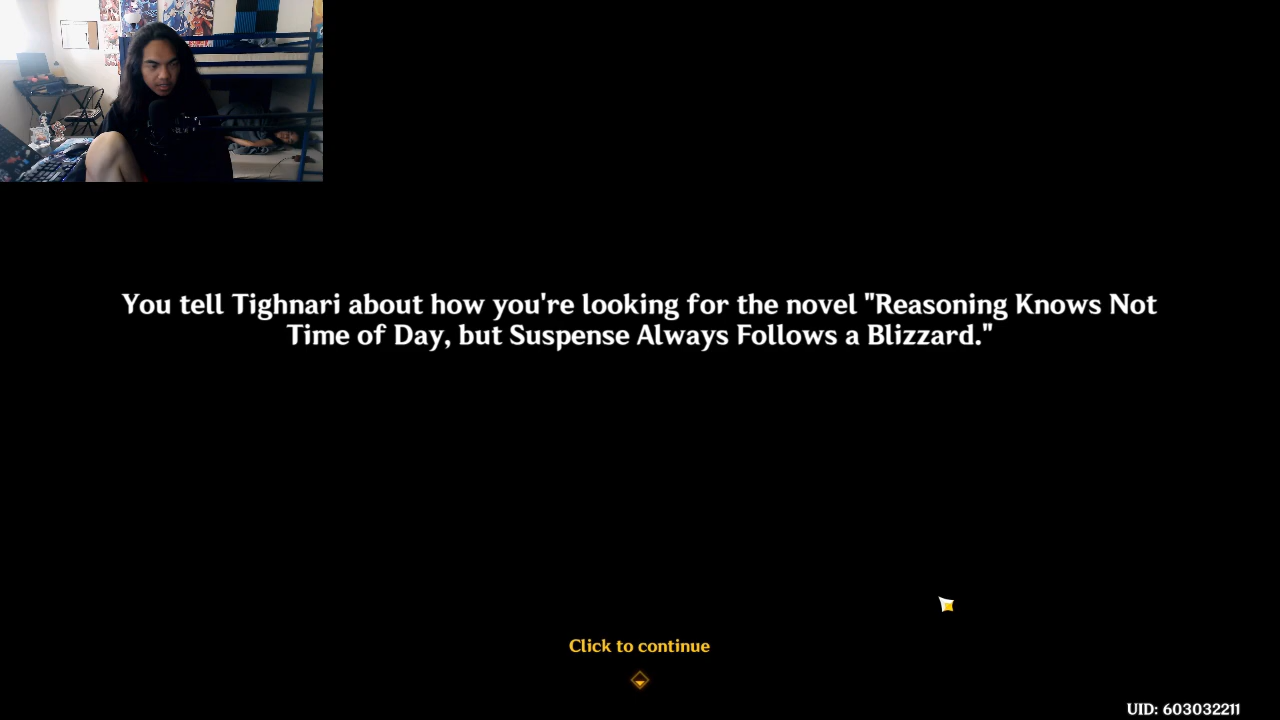 You tell Tighnari about how you're looking for the novel "Reasoning Knows Not
Time of Day, but Suspense Always Follows a Blizzard."
Click to continue
UID: 603032211